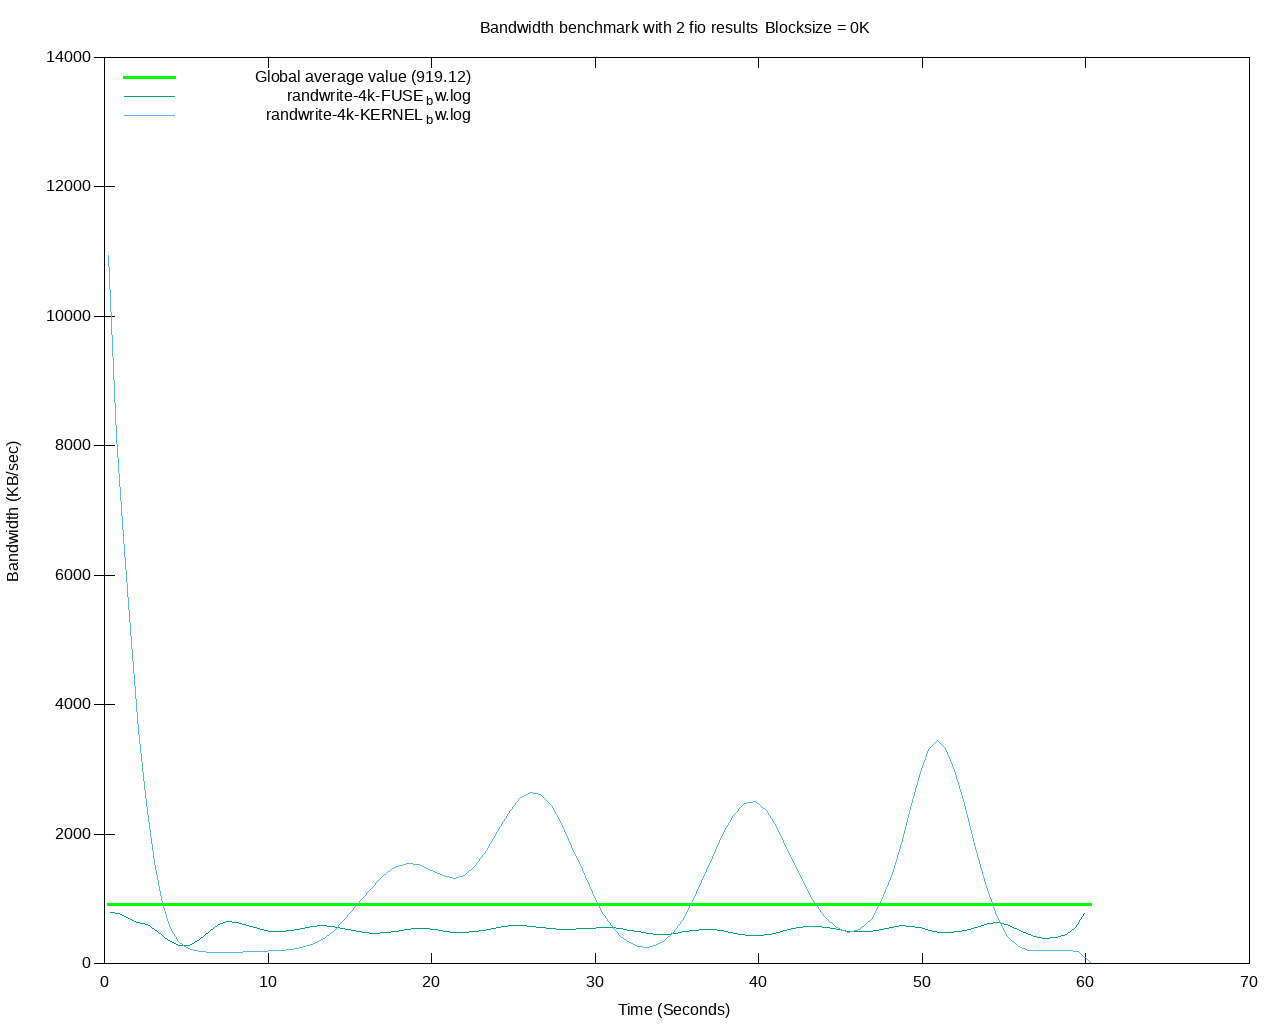 Bandwidth benchmark with 2 fio results Blocksize = 0K
Global average value (919.12)
randwrite-4k-FUSE_bw.log
randwrite-4k-KERNEL_bw.log
14000
12000
10000
8000
6000
4000
2000
0
Bandwidth (KB/sec)
0 10 20 30 40 50 60 70
Time (Seconds)